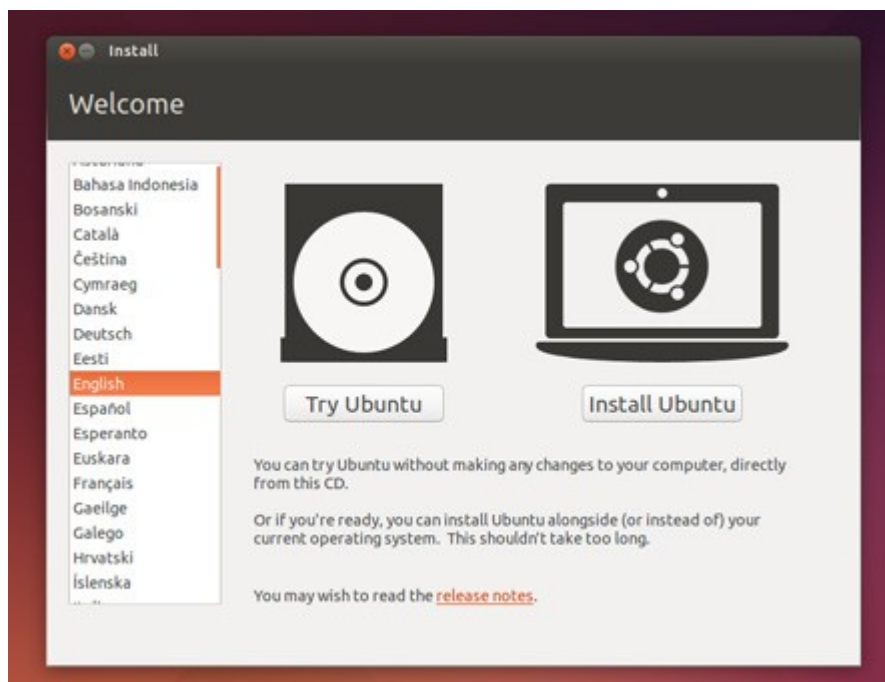 Install
Welcome
Bahasa Indonesia
Bosanski
Català
Čeština
Cymraeg
Dansk
Deutsch
Eesti
English
Español
Esperanto
Euskara
Français
Gaeilge
Galego
Hrvatski
Íslenska
Try Ubuntu
Install Ubuntu
You can try Ubuntu without making any changes to your computer, directly
from this CD.
Or if you're ready, you can install Ubuntu alongside (or instead of) your
current operating system. This shouldn't take too long.
You may wish to read the release notes.